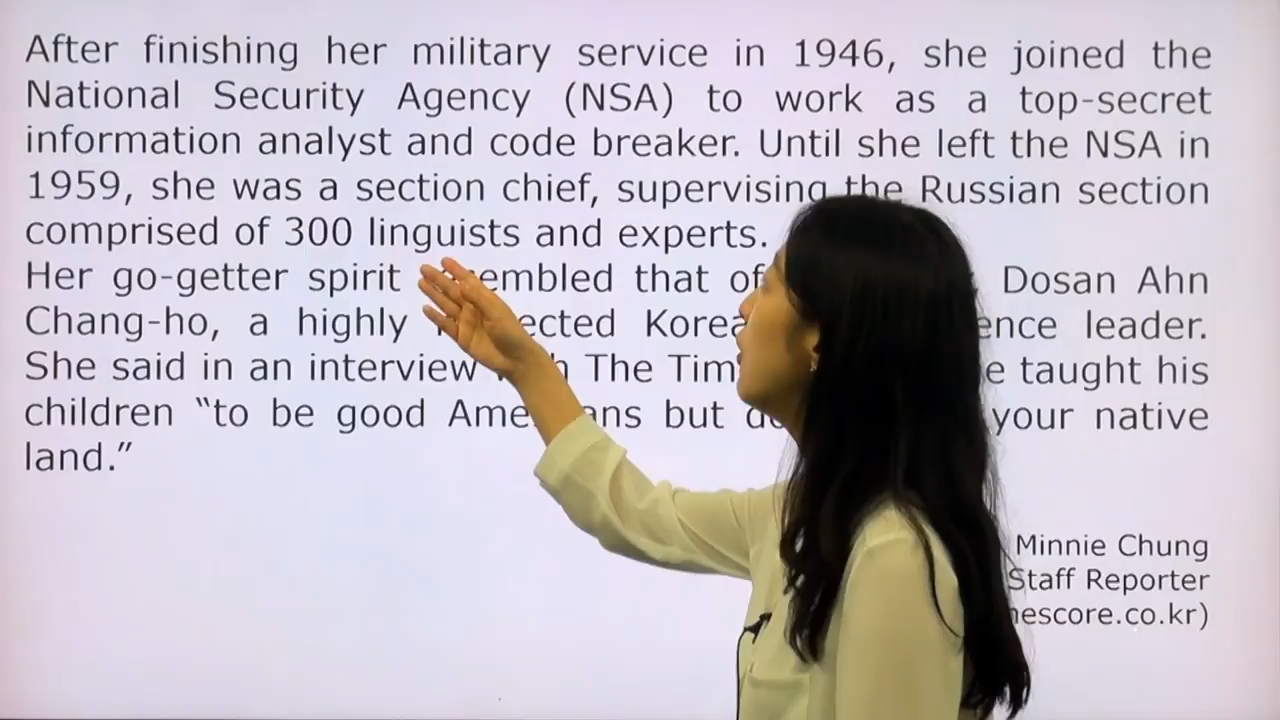 After finishing her military service in 1946, she joined the
National Security Agency (NSA) to work as a top-secret
information analyst and code breaker. Until she left the NSA in
1959, she was a section chief, supervising the Russian section
comprised of 300 linguists and experts.
Her go-getter spirit that of Dosan Ahn
Chang-ho, a highly leader.
She said in an interview The taught his
children “to be good but your native
land.”
Minnie Chung
Staff Reporter